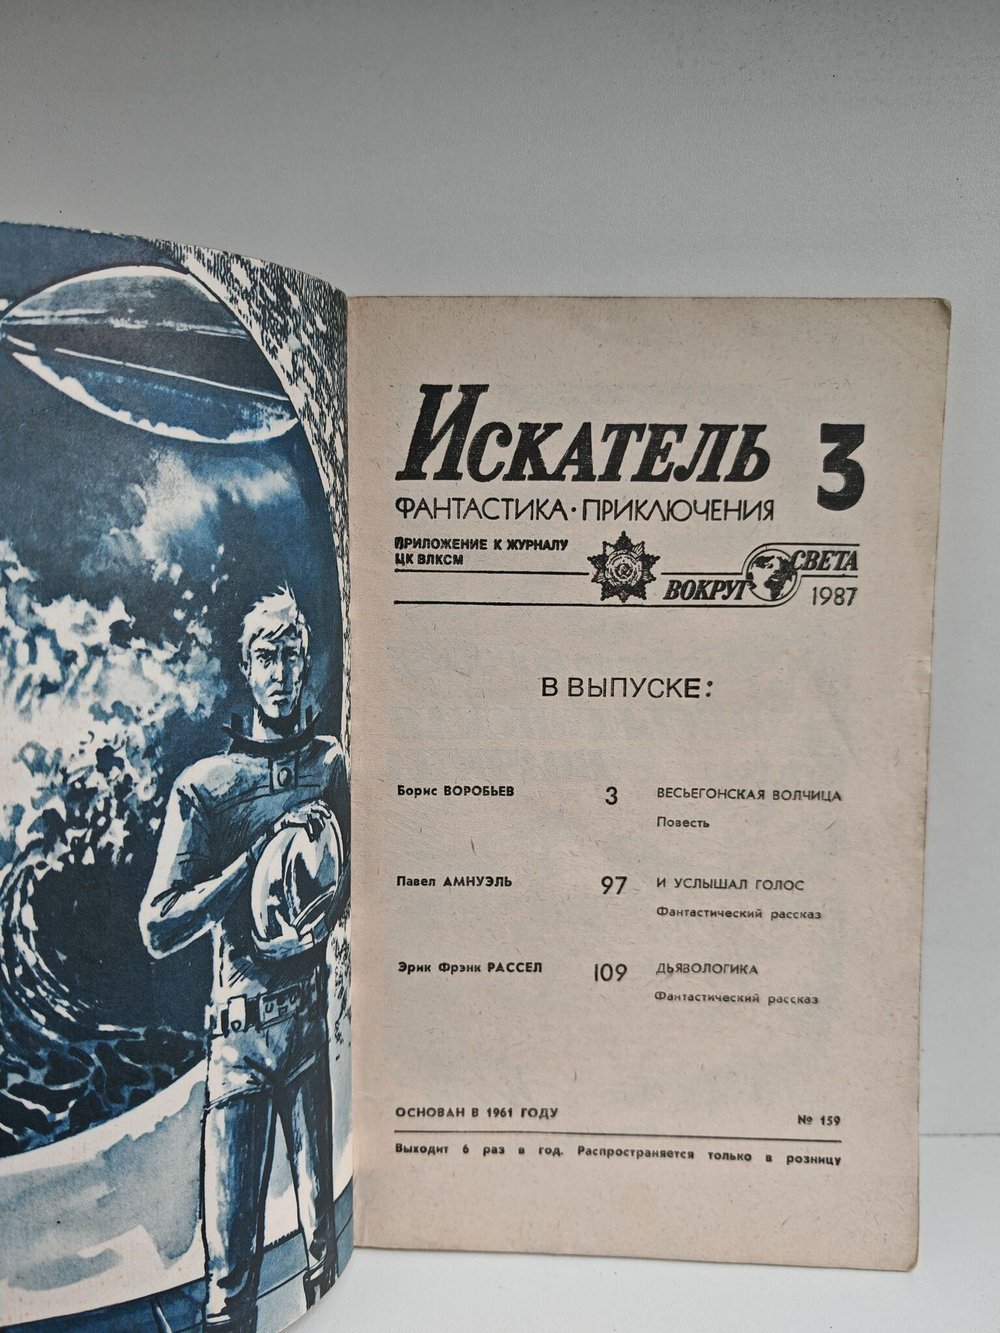 ИСКАТЕЛЬ 3
ФАНТАСТИКА · ПРИКЛЮЧЕНИЯ
ПРИЛОЖЕНИЕ К ЖУРНАЛУ
ЦК ВЛКСМ
ВОКРУГ СВЕТА
1987
В ВЫПУСКЕ:
Борис ВОРОБЬЕВ 3 ВЕСЬЕГОНСКАЯ ВОЛЧИЦА
Повесть
Павел АМНУЭЛЬ 97 И УСЛЫШАЛ ГОЛОС
Фантастический рассказ
Эрик Фрэнк РАССЕЛ 109 ДЬЯВОЛОГИКА
Фантастический рассказ
ОСНОВАН В 1961 ГОДУ № 159
Выходит 6 раз в год. Распространяется только в розницу